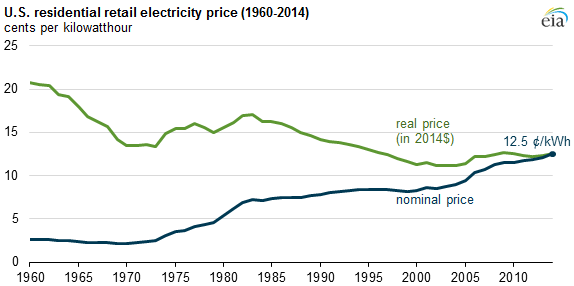 U.S. residential retail electricity price (1960-2014)
cents per kilowatthour
eia
25
20
15
10
5
0
real price
(in 2014$)
12.5 ¢/kWh
nominal price
1960 1965 1970 1975 1980 1985 1990 1995 2000 2005 2010